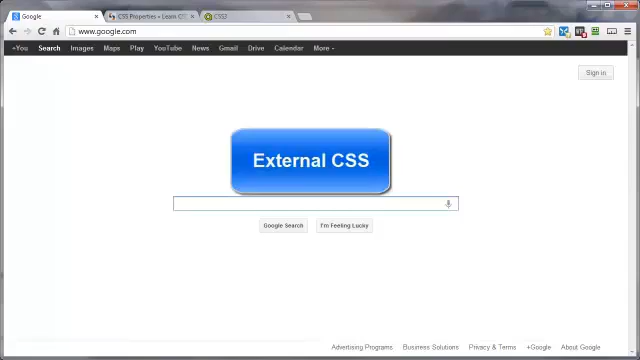 Google
CSS Properties « Learn CS
CSS3
www.google.com
+You Search Images Maps Play YouTube News Gmail Drive Calendar More
Sign in
External CSS
Google Search I'm Feeling Lucky
Advertising Programs Business Solutions Privacy & Terms +Google About Google